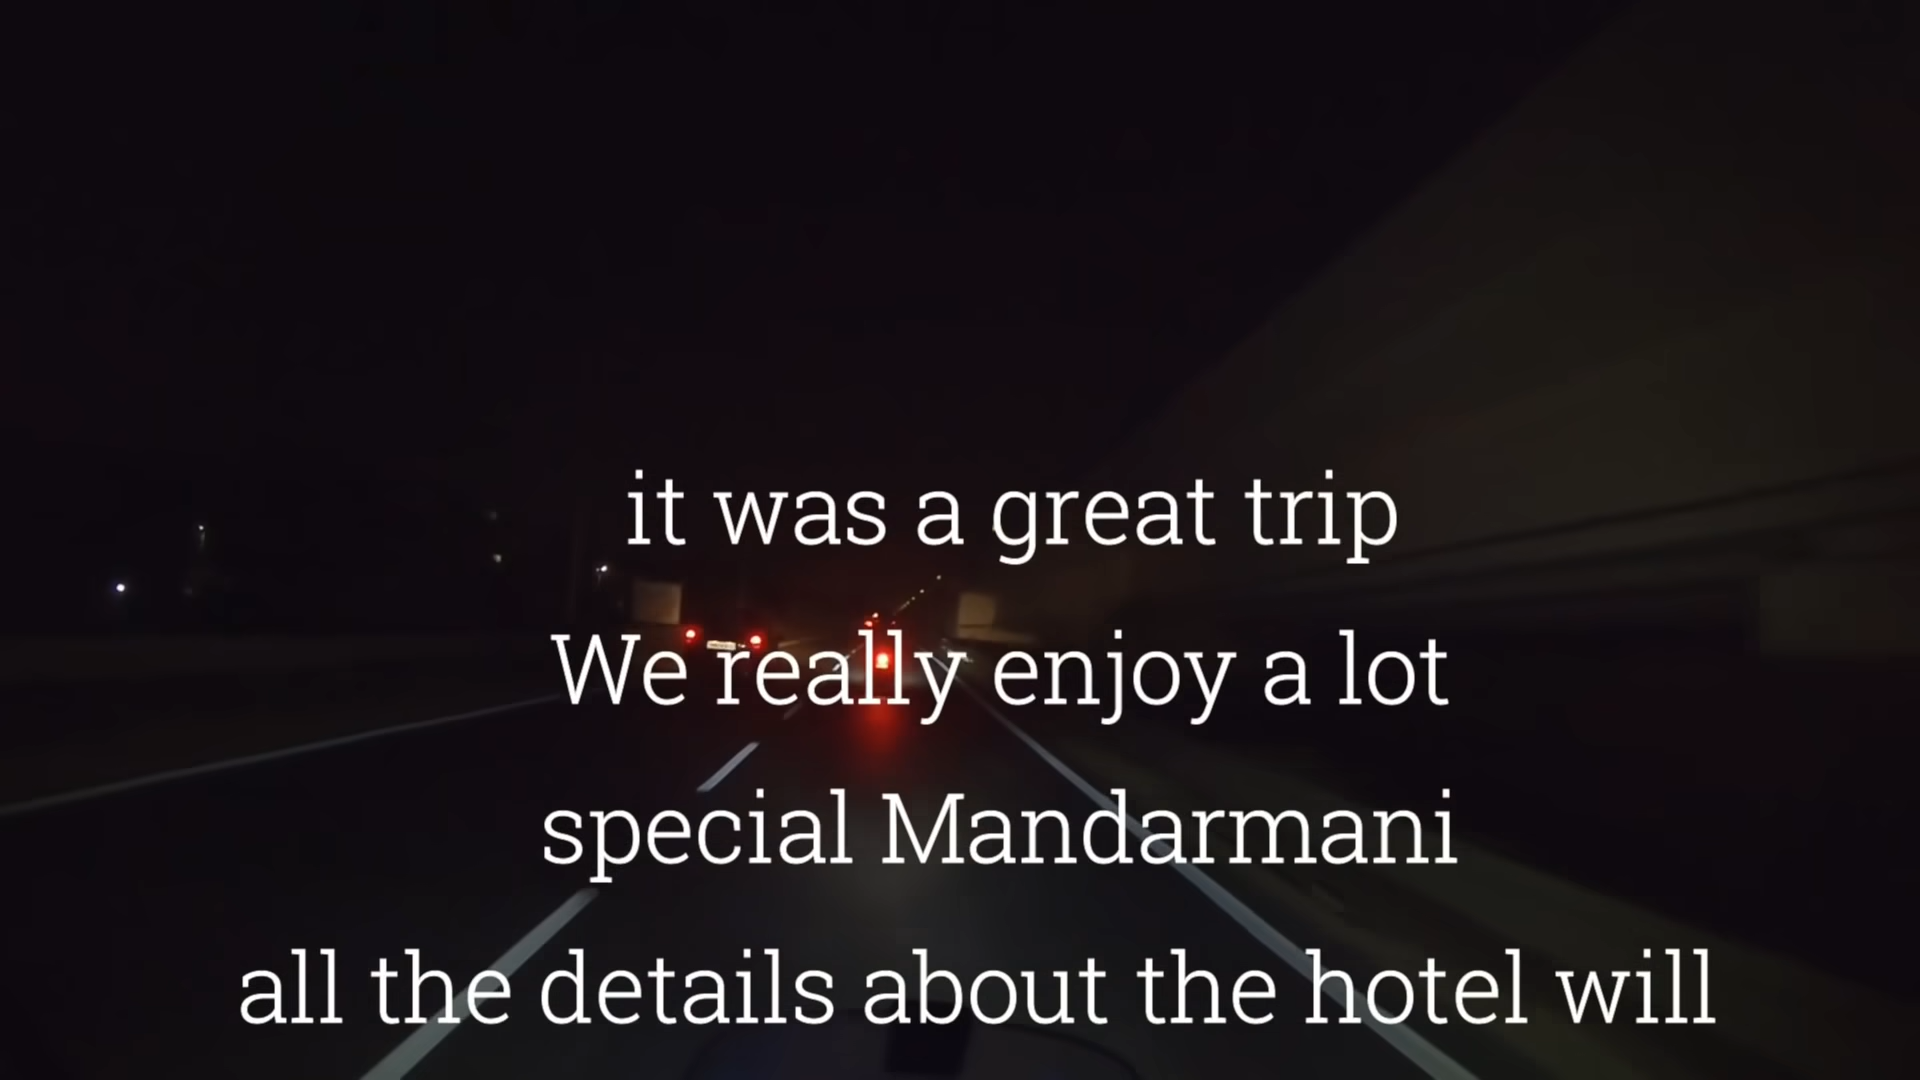 it was a great trip
We really enjoy a lot
special Mandarmani
all the details about the hotel will